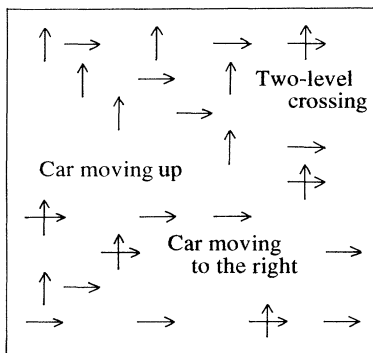 Two-level
crossing
Car moving up
Car moving
to the right